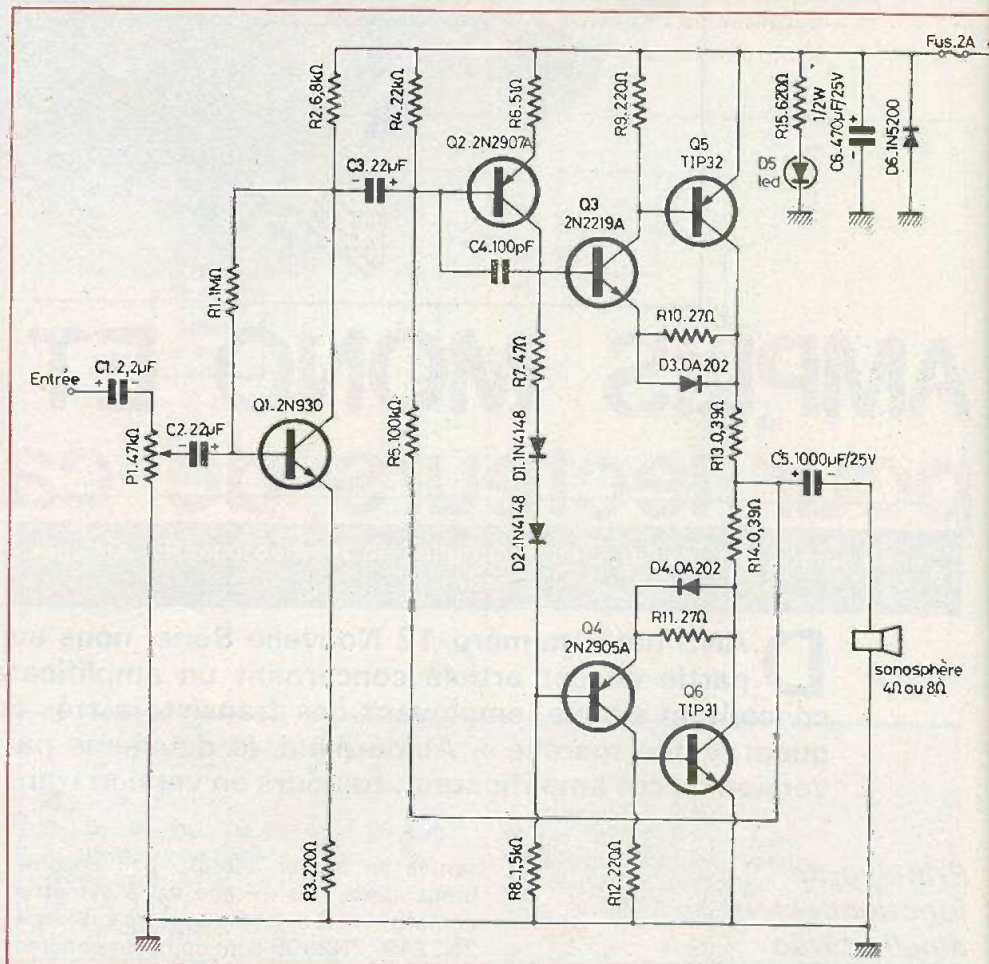 Fus.2A
R2.6,8kΩ
R4.22kΩ
R6.51Ω
R9.220Ω
R15.620Ω
1/2W
C6.470µF/25V
D6.1N5200
Q2.2N2907A
Q5
TIP32
D5
led
C3.22µF
- +
Q3
2N2219A
C4.100pF
R1.1MΩ
R10.27Ω
D3.OA202
R7.47Ω
Entrée
C1.2,2µF
+ -
Q1.2N930
P1.47kΩ
C2.22µF
- +
R5.100kΩ
D1.1N4148
R13.0,39Ω
C5.1000µF/25V
+ -
D2.1N4148
R14.0,39Ω
D4.OA202
R11.27Ω
Q4
2N2905A
sonosphère
4Ω ou 8Ω
Q6
TIP31
R3.220Ω
R8.1,5kΩ
R12.220Ω